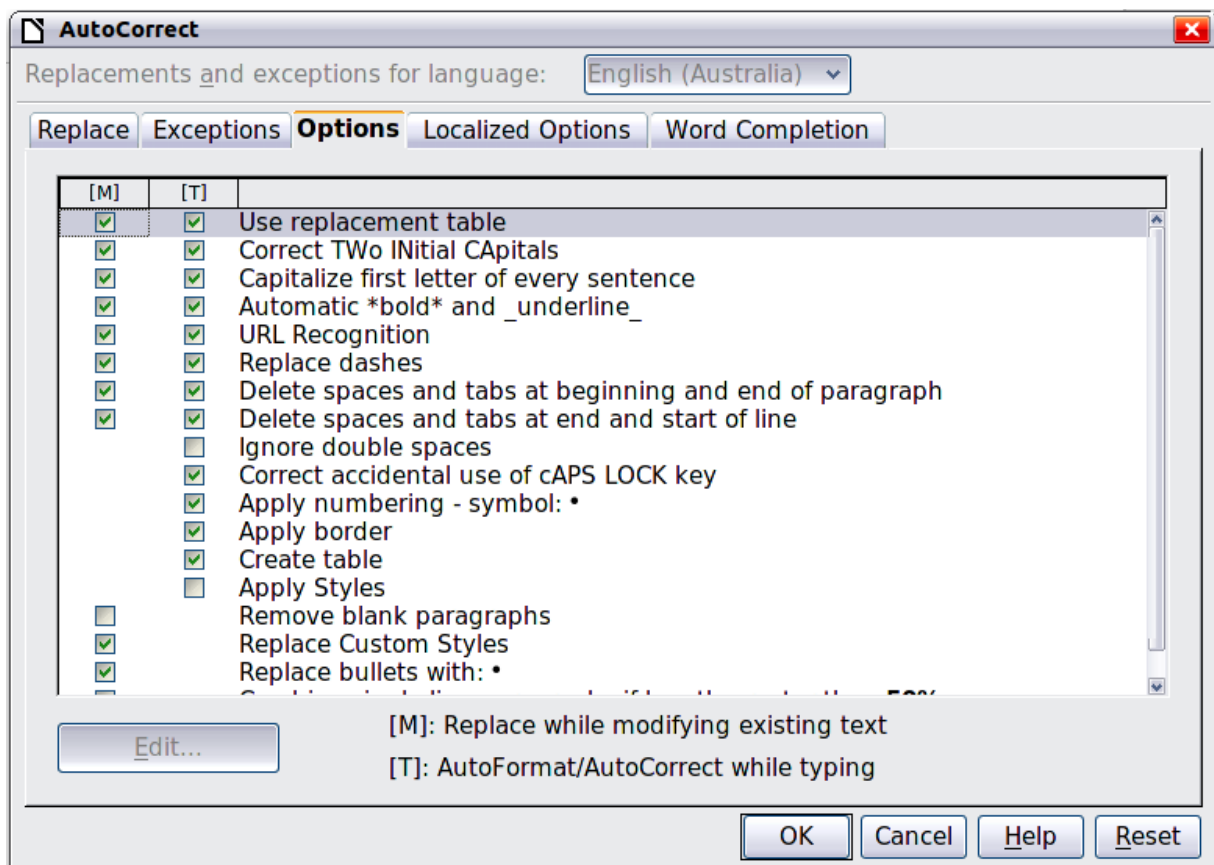 AutoCorrect
Replacements and exceptions for language: English (Australia)
Replace Exceptions Options Localized Options Word Completion
[M] [T]
Use replacement table
Correct TWo INitial CApitals
Capitalize first letter of every sentence
Automatic *bold* and _underline_
URL Recognition
Replace dashes
Delete spaces and tabs at beginning and end of paragraph
Delete spaces and tabs at end and start of line
Ignore double spaces
Correct accidental use of cAPS LOCK key
Apply numbering - symbol: •
Apply border
Create table
Apply Styles
Remove blank paragraphs
Replace Custom Styles
Replace bullets with: •
[M]: Replace while modifying existing text
Edit...
[T]: AutoFormat/AutoCorrect while typing
OK Cancel Help Reset